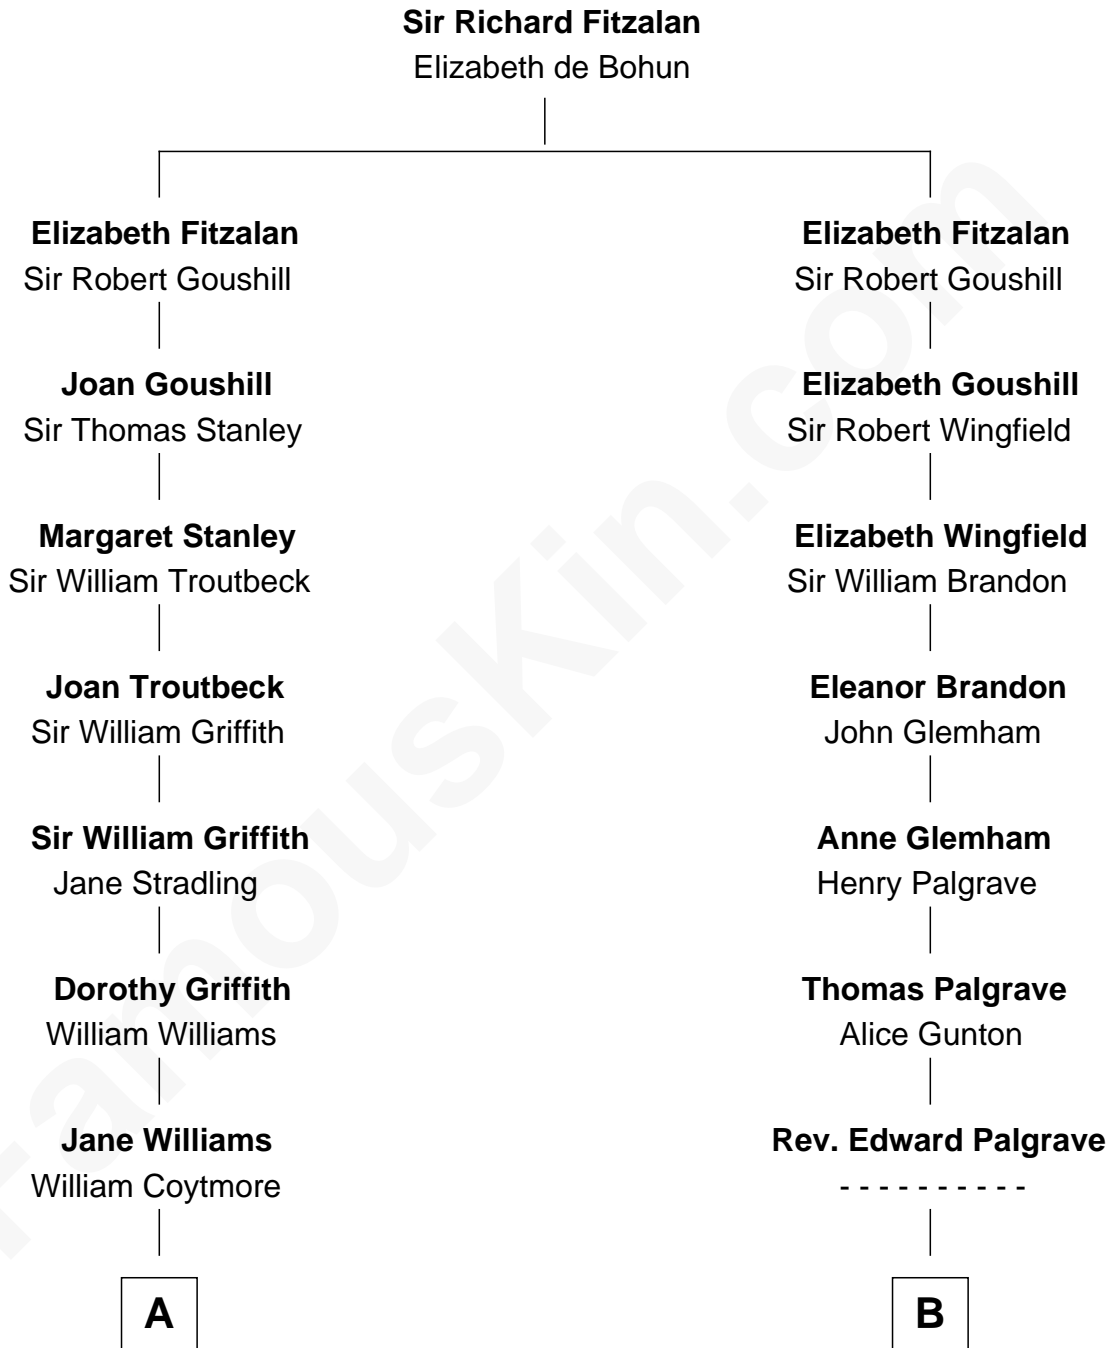 Sir Richard Fitzalan
Elizabeth de Bohun
Elizabeth Fitzalan
Sir Robert Goushill
Joan Goushill
Sir Thomas Stanley
Margaret Stanley
Sir William Troutbeck
Joan Troutbeck
Sir William Griffith
Sir William Griffith
Jane Stradling
Dorothy Griffith
William Williams
Jane Williams
William Coytmore
A
Elizabeth Fitzalan
Sir Robert Goushill
Elizabeth Goushill
Sir Robert Wingfield
Elizabeth Wingfield
Sir William Brandon
Eleanor Brandon
John Glemham
Anne Glemham
Henry Palgrave
Thomas Palgrave
Alice Gunton
Rev. Edward Palgrave
- - - - - - - - - -
B
FamousKin.com